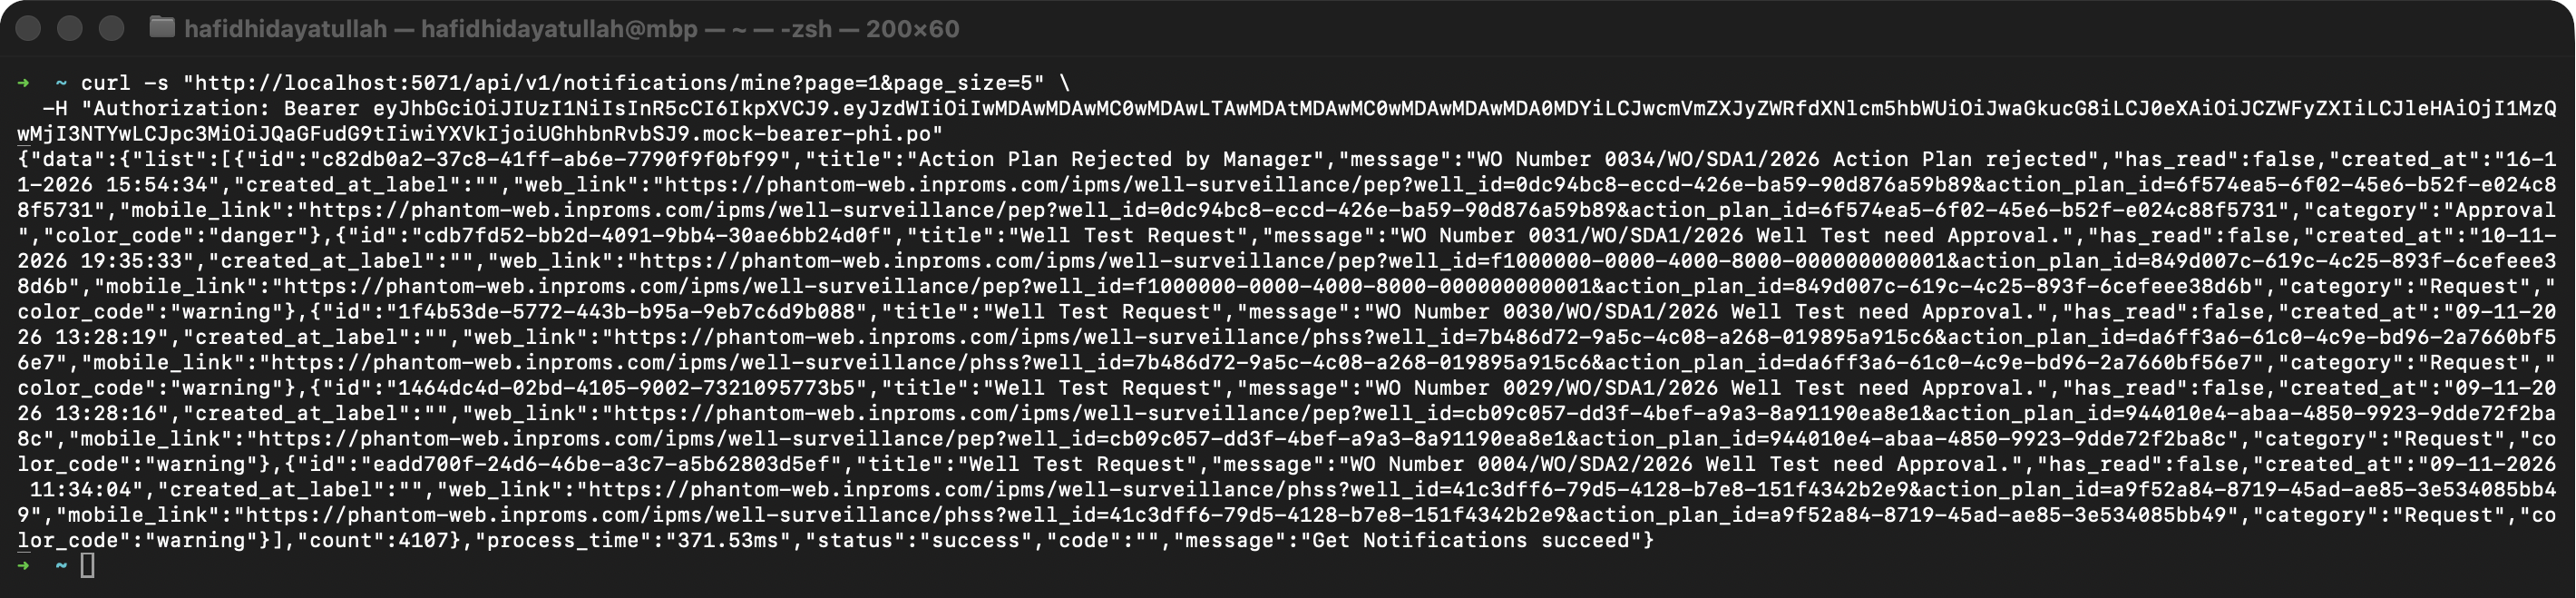 hafidhidayatullah — hafidhidayatullah@mbp — ~ — -zsh — 200×60
➜  ~ curl -s "http://localhost:5071/api/v1/notifications/mine?page=1&page_size=5" \
  -H "Authorization: Bearer eyJhbGciOiJIUzI1NiIsInR5cCI6IkpXVCJ9.eyJzdWIiOiIwMDAwMDAwMC0wMDAwLTAwMDAtMDAwMC0wMDAwMDAwMDA0MDYiLCJwcmVmZXJyZWRfdXNlcm5hbWUiOiJwaGkucG8iLCJ0eXAiOiJCZWFyZXIiLCJleHAiOjI1MzQ
wMjI3NTYwLCJpc3MiOiJQaGFudG9tIiwiYXVkIjoiUGhhbnRvbSJ9.mock-bearer-phi.po"
{"data":{"list":[{"id":"c82db0a2-37c8-41ff-ab6e-7790f9f0bf99","title":"Action Plan Rejected by Manager","message":"WO Number 0034/WO/SDA1/2026 Action Plan rejected","has_read":false,"created_at":"16-1
1-2026 15:54:34","created_at_label":"","web_link":"https://phantom-web.inproms.com/ipms/well-surveillance/pep?well_id=0dc94bc8-eccd-426e-ba59-90d876a59b89&action_plan_id=6f574ea5-6f02-45e6-b52f-e024c8
8f5731","mobile_link":"https://phantom-web.inproms.com/ipms/well-surveillance/pep?well_id=0dc94bc8-eccd-426e-ba59-90d876a59b89&action_plan_id=6f574ea5-6f02-45e6-b52f-e024c88f5731","category":"Approval
","color_code":"danger"},{"id":"cdb7fd52-bb2d-4091-9bb4-30ae6bb24d0f","title":"Well Test Request","message":"WO Number 0031/WO/SDA1/2026 Well Test need Approval.","has_read":false,"created_at":"10-11-
2026 19:35:33","created_at_label":"","web_link":"https://phantom-web.inproms.com/ipms/well-surveillance/pep?well_id=f1000000-0000-4000-8000-000000000001&action_plan_id=849d007c-619c-4c25-893f-6cefeee3
8d6b","mobile_link":"https://phantom-web.inproms.com/ipms/well-surveillance/pep?well_id=f1000000-0000-4000-8000-000000000001&action_plan_id=849d007c-619c-4c25-893f-6cefeee38d6b","category":"Request","
color_code":"warning"},{"id":"1f4b53de-5772-443b-b95a-9eb7c6d9b088","title":"Well Test Request","message":"WO Number 0030/WO/SDA1/2026 Well Test need Approval.","has_read":false,"created_at":"09-11-20
26 13:28:19","created_at_label":"","web_link":"https://phantom-web.inproms.com/ipms/well-surveillance/phss?well_id=7b486d72-9a5c-4c08-a268-019895a915c6&action_plan_id=da6ff3a6-61c0-4c9e-bd96-2a7660bf5
6e7","mobile_link":"https://phantom-web.inproms.com/ipms/well-surveillance/phss?well_id=7b486d72-9a5c-4c08-a268-019895a915c6&action_plan_id=da6ff3a6-61c0-4c9e-bd96-2a7660bf56e7","category":"Request","
color_code":"warning"},{"id":"1464dc4d-02bd-4105-9002-7321095773b5","title":"Well Test Request","message":"WO Number 0029/WO/SDA1/2026 Well Test need Approval.","has_read":false,"created_at":"09-11-20
26 13:28:16","created_at_label":"","web_link":"https://phantom-web.inproms.com/ipms/well-surveillance/pep?well_id=cb09c057-dd3f-4bef-a9a3-8a91190ea8e1&action_plan_id=944010e4-abaa-4850-9923-9dde72f2ba
8c","mobile_link":"https://phantom-web.inproms.com/ipms/well-surveillance/pep?well_id=cb09c057-dd3f-4bef-a9a3-8a91190ea8e1&action_plan_id=944010e4-abaa-4850-9923-9dde72f2ba8c","category":"Request","co
lor_code":"warning"},{"id":"eadd700f-24d6-46be-a3c7-a5b62803d5ef","title":"Well Test Request","message":"WO Number 0004/WO/SDA2/2026 Well Test need Approval.","has_read":false,"created_at":"09-11-2026
 11:34:04","created_at_label":"","web_link":"https://phantom-web.inproms.com/ipms/well-surveillance/phss?well_id=41c3dff6-79d5-4128-b7e8-151f4342b2e9&action_plan_id=a9f52a84-8719-45ad-ae85-3e534085bb4
9","mobile_link":"https://phantom-web.inproms.com/ipms/well-surveillance/phss?well_id=41c3dff6-79d5-4128-b7e8-151f4342b2e9&action_plan_id=a9f52a84-8719-45ad-ae85-3e534085bb49","category":"Request","co
lor_code":"warning"}],"count":4107},"process_time":"371.53ms","status":"success","code":"","message":"Get Notifications succeed"}
➜  ~